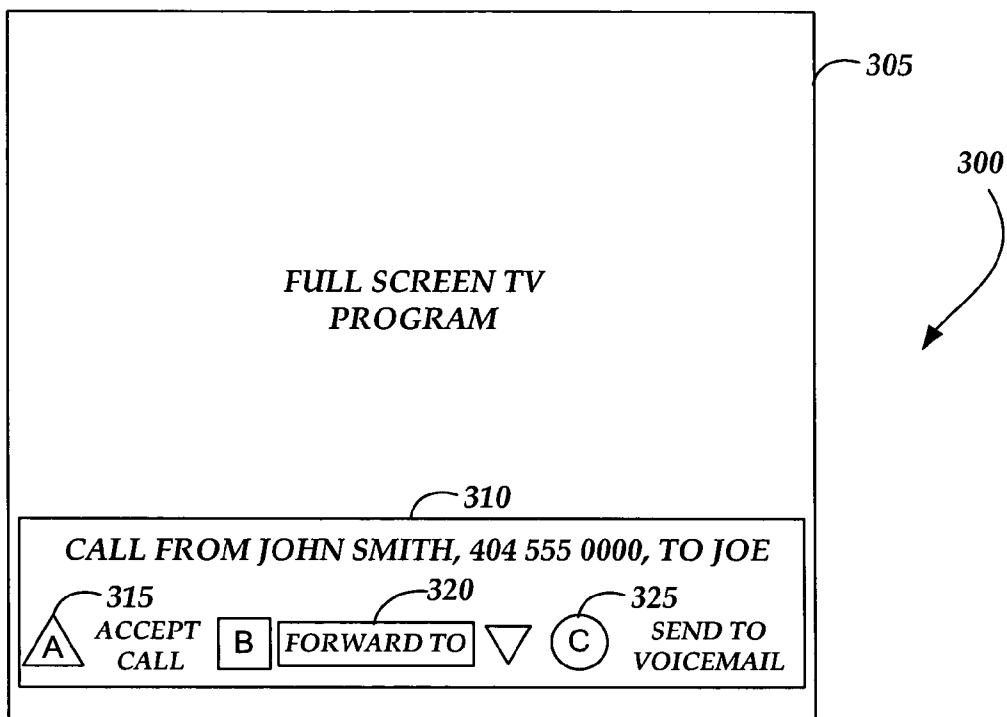 305
300
FULL SCREEN TV
PROGRAM
310
CALL FROM JOHN SMITH, 404 555 0000, TO JOE
315
320
325
A
ACCEPT
CALL
B
FORWARD TO
C
SEND TO
VOICEMAIL